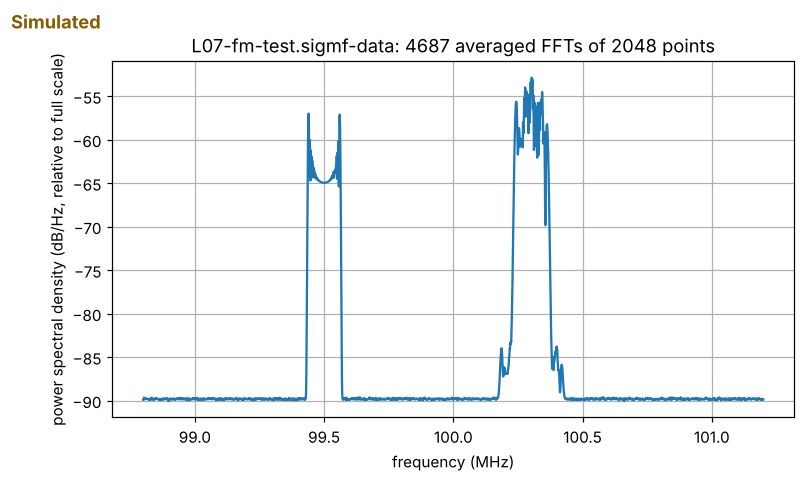 Simulated
L07-fm-test.sigmf-data: 4687 averaged FFTs of 2048 points
power spectral density (dB/Hz, relative to full scale)
−55
−60
−65
−70
−75
−80
−85
−90
99.0 99.5 100.0 100.5 101.0
frequency (MHz)